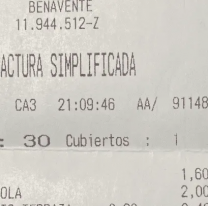 BENAVENTE
11.944.512-Z
ACTURA SIMPLIFICADA
CA3 21:09:46 AA/ 91148
: 30 Cubiertos : 1
1,60
OLA 2,00